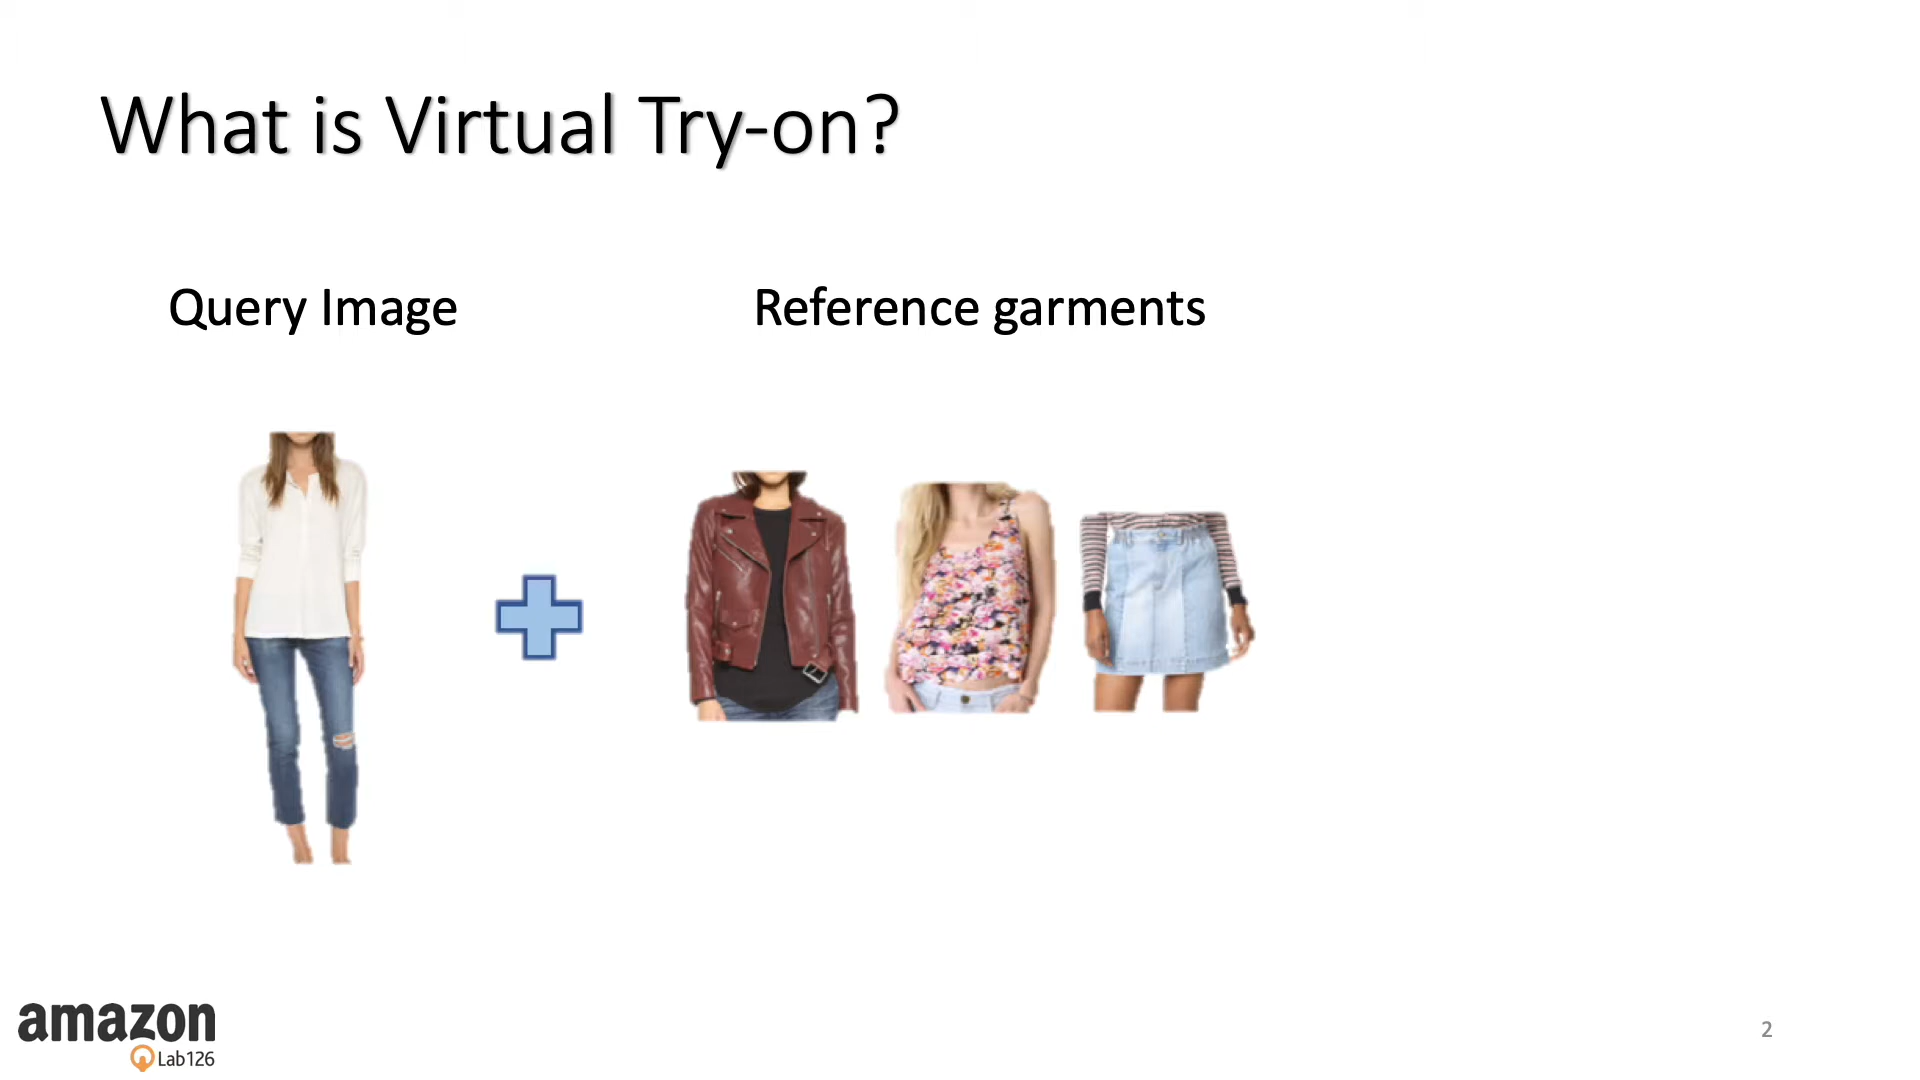 What is Virtual Try-on?
Query Image
Reference garments
amazon
Lab126
2